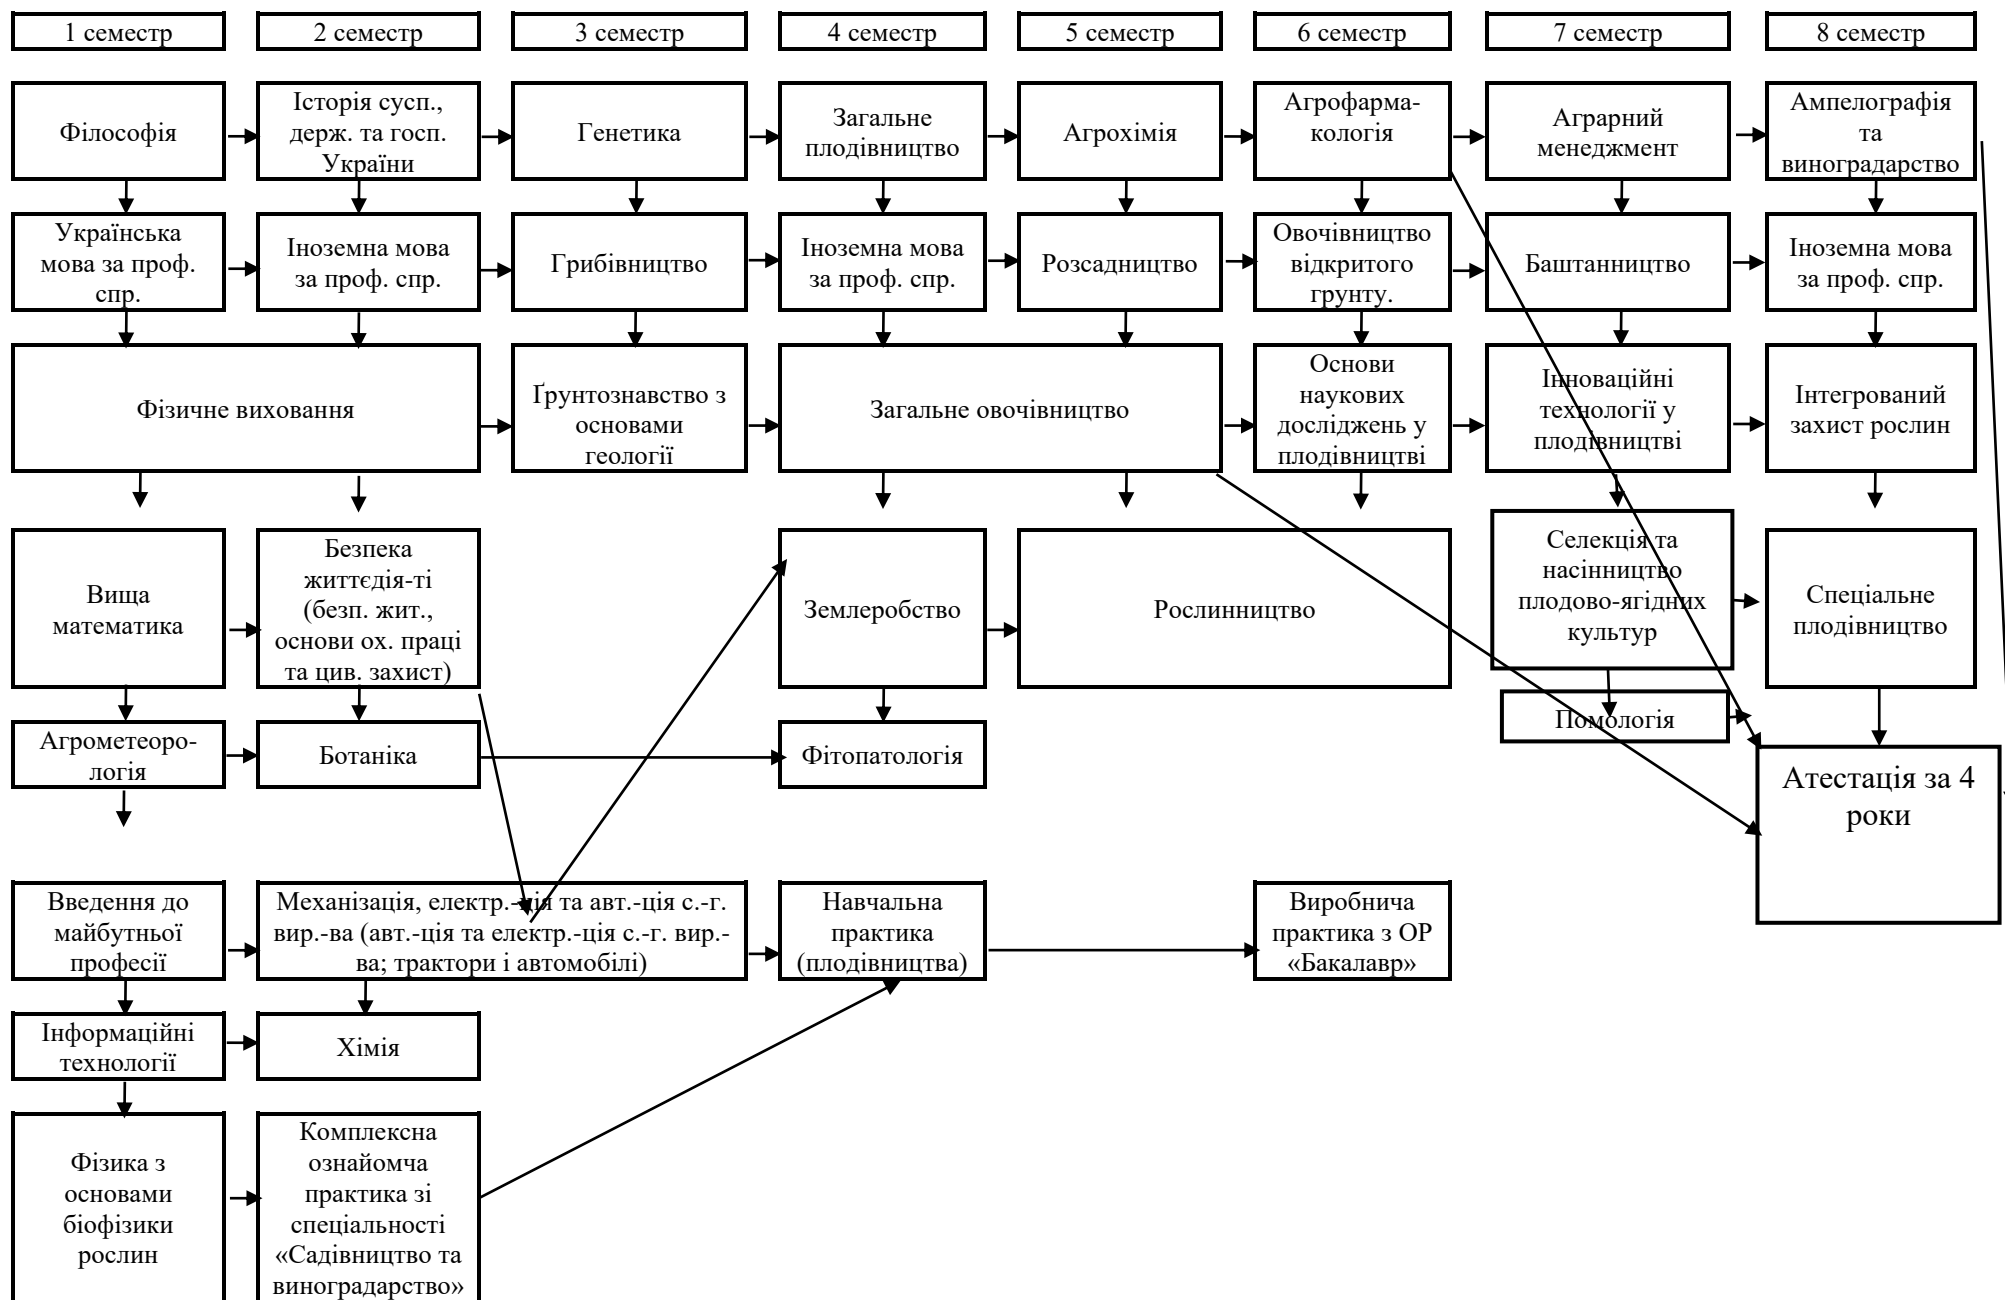 1 семестр
2 семестр
3 семестр
4 семестр
5 семестр
6 семестр
7 семестр
8 семестр
Філософія
Історія сусп.,
держ. та госп.
України
Генетика
Загальне
плодівництво
Агрохімія
Агрофарма-
кологія
Аграрний
менеджмент
Ампелографія
та
виноградарство
Українська
мова за проф.
спр.
Іноземна мова
за проф. спр.
Грибівництво
Іноземна мова
за проф. спр.
Розсадництво
Овочівництво
відкритого
грунту.
Баштанництво
Іноземна мова
за проф. спр.
Фізичне виховання
Ґрунтознавство з
основами
геології
Загальне овочівництво
Основи
наукових
досліджень у
плодівництві
Інноваційні
технології у
плодівництві
Інтегрований
захист рослин
Вища
математика
Безпека
життєдія-ті
(безп. жит.,
основи ох. праці
та цив. захист)
Землеробство
Рослинництво
Селекція та
насінництво
плодово-ягідних
культур
Спеціальне
плодівництво
Агрометеоро-
логія
Ботаніка
Фітопатологія
Помологія
Атестація за 4
роки
Введення до
майбутньої
професії
Механізація, електр.-ція та авт.-ція с.-г.
вир.-ва (авт.-ція та електр.-ція с.-г. вир.-
ва; трактори і автомобілі)
Навчальна
практика
(плодівництва)
Виробнича
практика з ОР
«Бакалавр»
Інформаційні
технології
Хімія
Фізика з
основами
біофізики
рослин
Комплексна
ознайомча
практика зі
спеціальності
«Садівництво та
виноградарство»